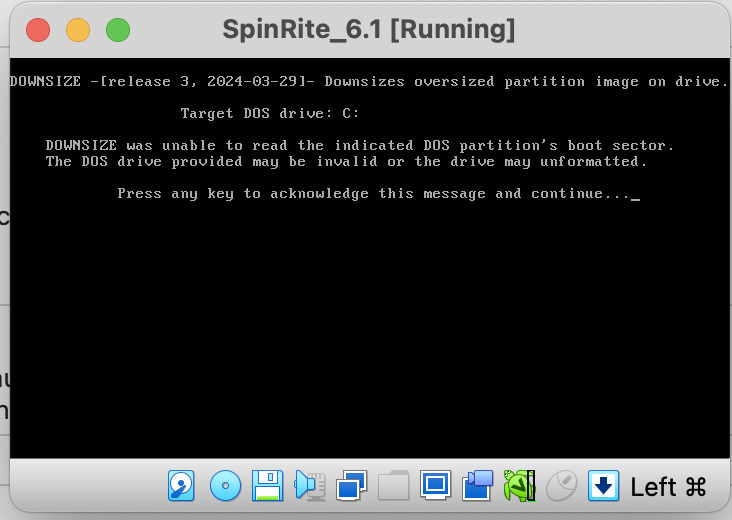 SpinRite_6.1 [Running]
DOWNSIZE -[release 3, 2024-03-29]- Downsizes oversized partition image on drive.
Target DOS drive: C:
DOWNSIZE was unable to read the indicated DOS partition's boot sector.
The DOS drive provided may be invalid or the drive may unformatted.
Press any key to acknowledge this message and continue..._
Left ⌘